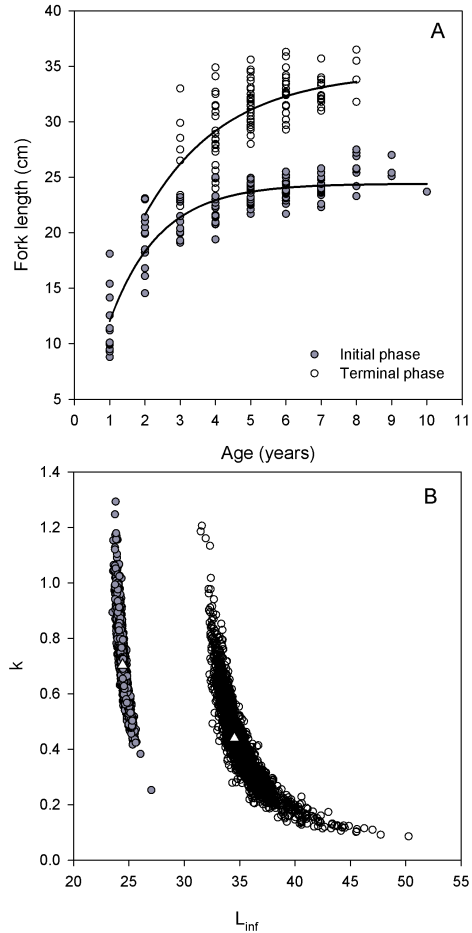 A
40
35
30
25
20
15
10
5
Fork length (cm)
Initial phase
Terminal phase
0 1 2 3 4 5 6 7 8 9 10 11
Age (years)
B
1.4
1.2
1.0
0.8
0.6
0.4
0.2
0.0
k
20 25 30 35 40 45 50 55
Linf